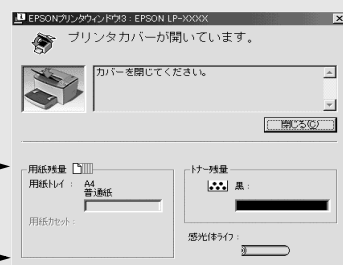 EPSONプリンタウィンドウ!3 : EPSON LP-XXXX
プリンタカバーが開いています。
カバーを閉じてください。
閉じる(C)
用紙残量
用紙トレイ : A4
普通紙
用紙カセット :
トナー残量
黒 :
感光体ライフ :